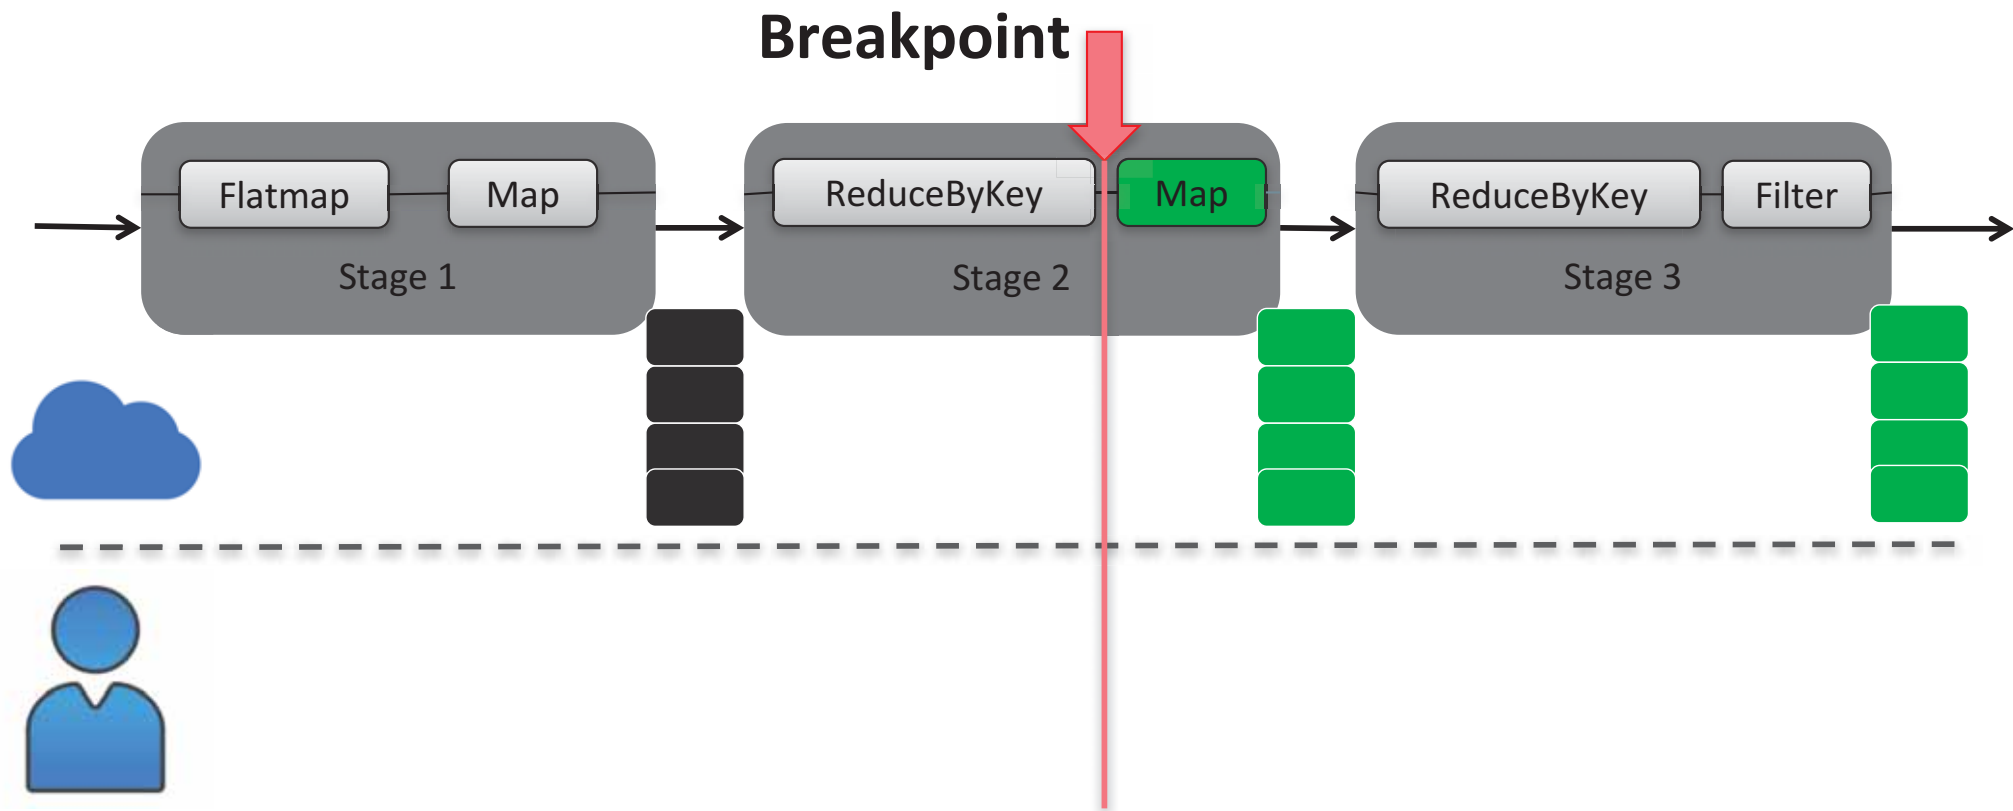 Breakpoint
Flatmap
Map
ReduceByKey
Map
ReduceByKey
Filter
Stage 1
Stage 2
Stage 3